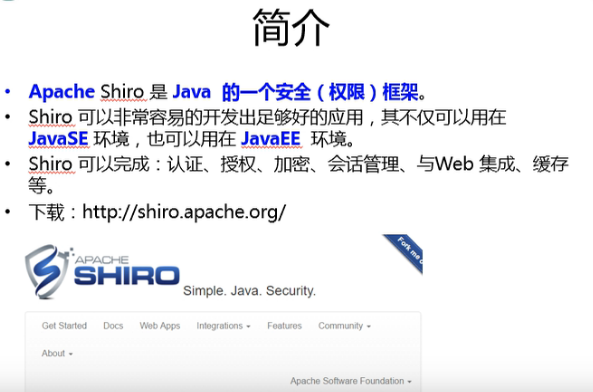 简介
• Apache Shiro 是 Java 的一个安全（权限）框架。
• Shiro 可以非常容易的开发出足够好的应用，其不仅可以用在
JavaSE 环境，也可以用在 JavaEE 环境。
• Shiro 可以完成：认证、授权、加密、会话管理、与Web 集成、缓存
等。
• 下载：http://shiro.apache.org/
Fork me
APACHE
SHIRO
Simple. Java. Security.
Get Started Docs Web Apps Integrations Features Community
About
Apache Software Foundation